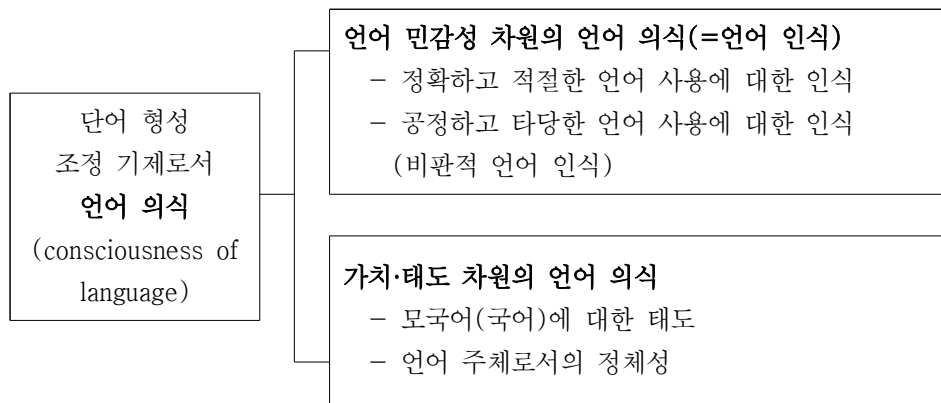 단어 형성
조정 기제로서
언어 의식
(consciousness of
language)
언어 민감성 차원의 언어 의식(=언어 인식)
− 정확하고 적절한 언어 사용에 대한 인식
− 공정하고 타당한 언어 사용에 대한 인식
(비판적 언어 인식)
가치·태도 차원의 언어 의식
− 모국어(국어)에 대한 태도
− 언어 주체로서의 정체성